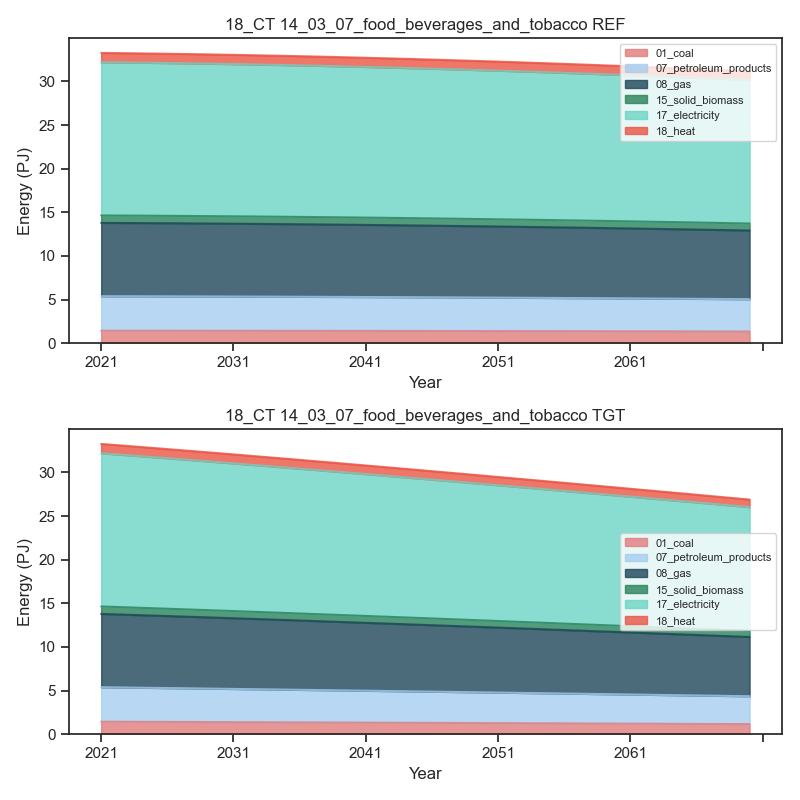 18_CT 14_03_07_food_beverages_and_tobacco REF
01_coal
07_petroleum_products
08_gas
15_solid_biomass
17_electricity
18_heat
Energy (PJ)
30
25
20
15
10
5
0
2021 2031 2041 2051 2061
Year
18_CT 14_03_07_food_beverages_and_tobacco TGT
01_coal
07_petroleum_products
08_gas
15_solid_biomass
17_electricity
18_heat
Energy (PJ)
30
25
20
15
10
5
0
2021 2031 2041 2051 2061
Year